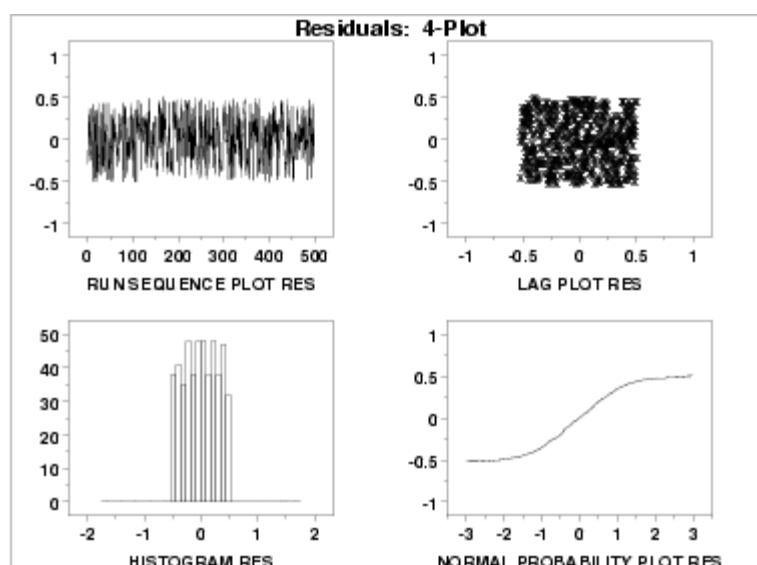 Residuals: 4-Plot
1
0.5
0
-0.5
-1
0 100 200 300 400 500
RUN SEQUENCE PLOT RES
1
0.5
0
-0.5
-1
-1 -0.5 0 0.5 1
LAG PLOT RES
50
40
30
20
10
0
-2 -1 0 1 2
HISTOGRAM RES
1
0.5
0
-0.5
-1
-3 -2 -1 0 1 2 3
NORMAL PROBABILITY PLOT RES